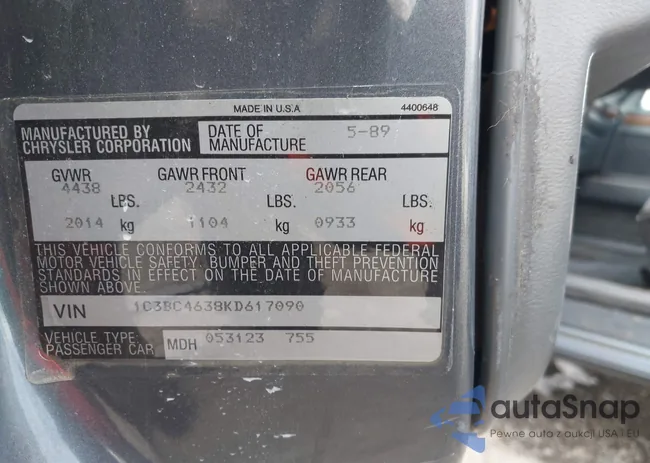 MADE IN U.S.A 4400648
MANUFACTURED BY
CHRYSLER CORPORATION
DATE OF
MANUFACTURE
5-89
GVWR GAWR FRONT GAWR REAR
4438 LBS. 2432 LBS. 2056 LBS.
2014 kg 1104 kg 0933 kg
THIS VEHICLE CONFORMS TO ALL APPLICABLE FEDERAL
MOTOR VEHICLE SAFETY, BUMPER AND THEFT PREVENTION
STANDARDS IN EFFECT ON THE DATE OF MANUFACTURE
SHOWN ABOVE.
VIN 1C3BC4638KD617090
VEHICLE TYPE:
PASSENGER CAR
MDH 053123 755
autaSnap
Pewne auta z aukcji USA i EU